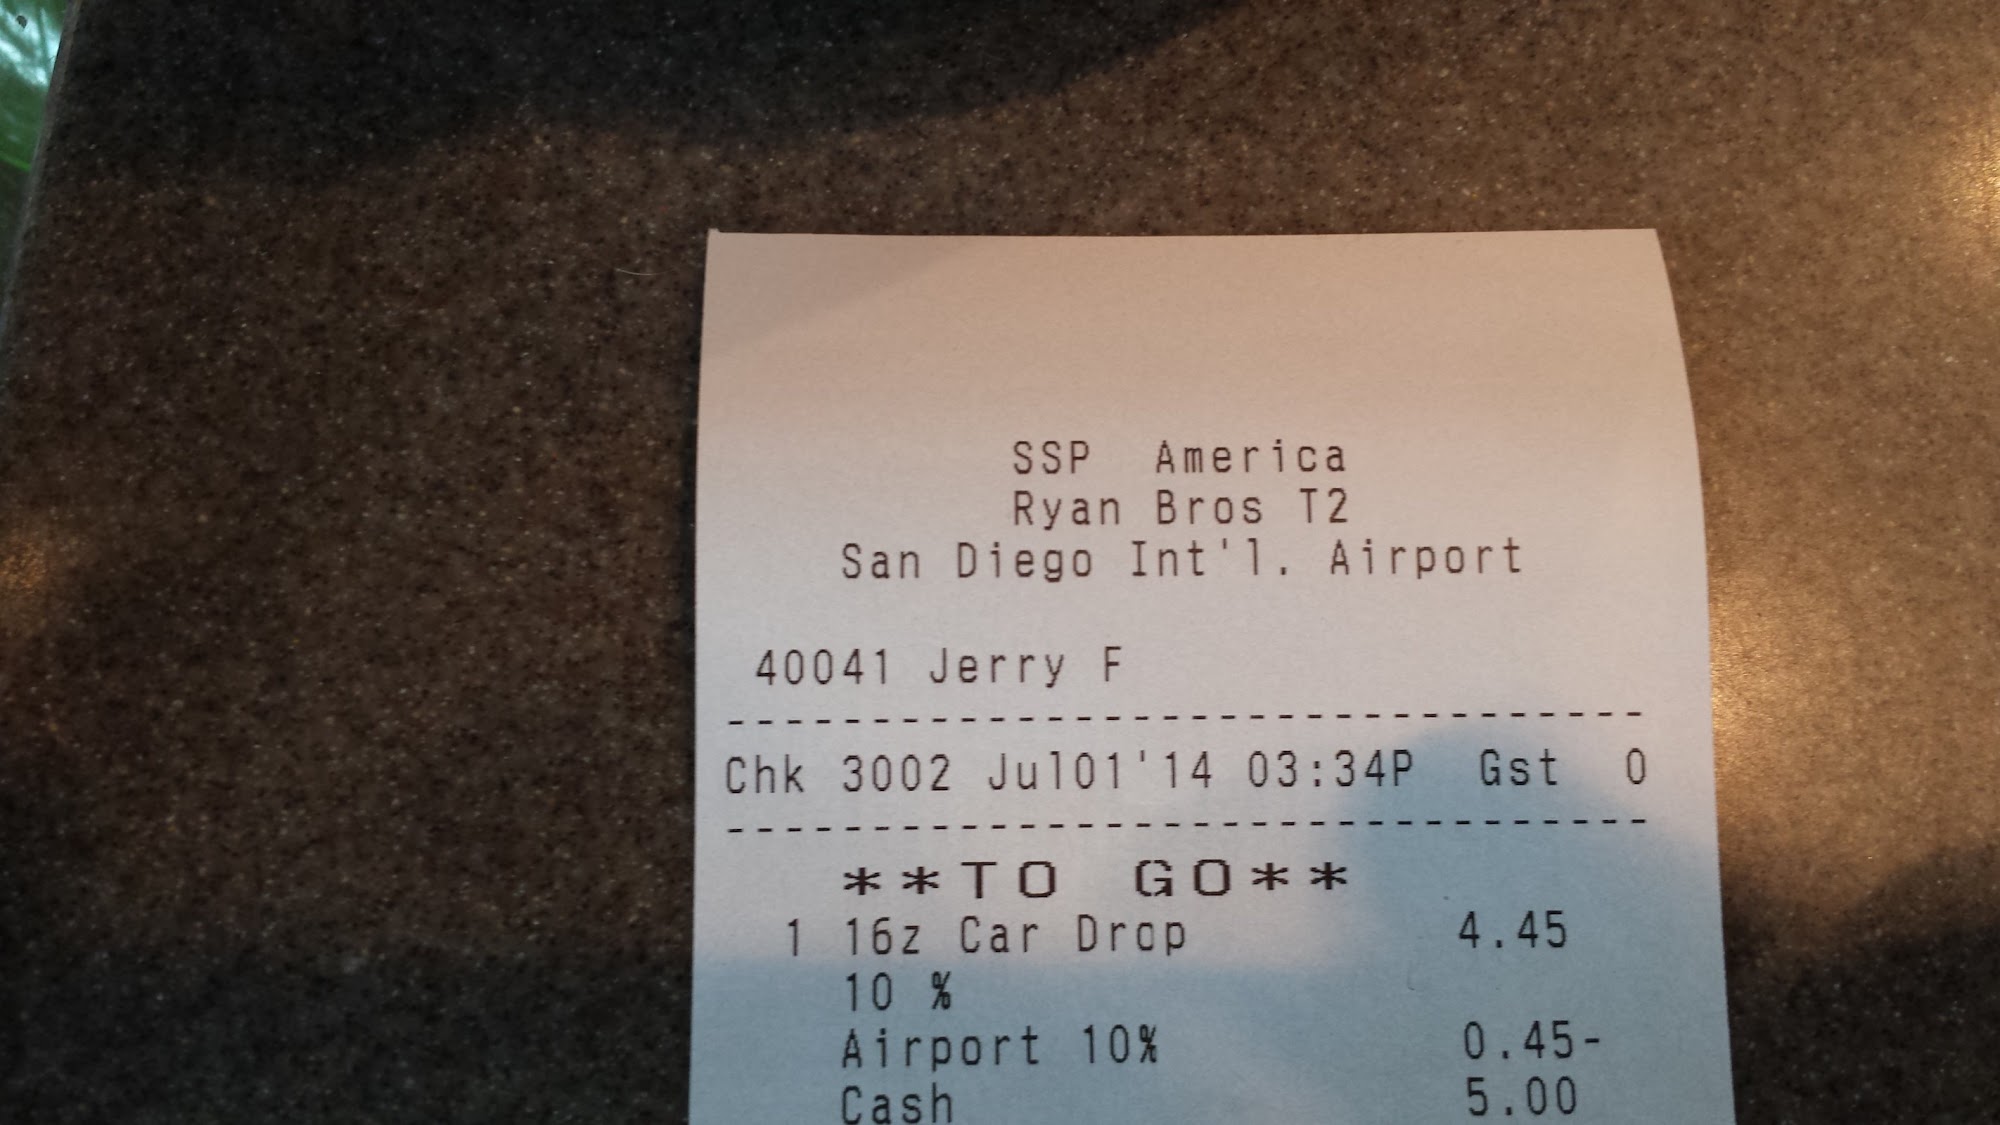 SSP America
Ryan Bros T2
San Diego Int'l. Airport
40041 Jerry F
--------------------------------
Chk 3002 Jul01'14 03:34P Gst 0
--------------------------------
**TO GO**
1 16z Car Drop 4.45
10 %
Airport 10% 0.45-
Cash 5.00